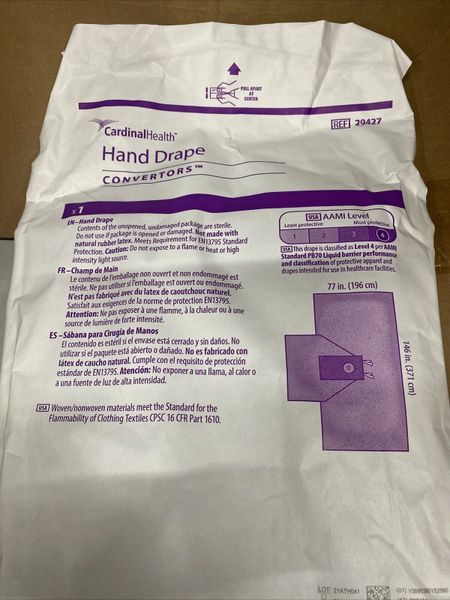 PULL APART
AT
CENTER
CardinalHealth™
REF 29427
Hand Drape
CONVERTORS™
x 1
EN–Hand Drape
Contents of the unopened, undamaged package are sterile.
Do not use if package is opened or damaged. Not made with
natural rubber latex. Meets Requirement for EN13795 Standard
Protection. Caution: Do not expose to a flame or heat or high
intensity light source.
FR–Champ de Main
Le contenu de l'emballage non ouvert et non endommagé est
stérile. Ne pas utiliser si l'emballage est ouvert ou endommagé.
N'est pas fabriqué avec du latex de caoutchouc naturel.
Satisfait aux exigences de la norme de protection EN13795.
Attention: Ne pas exposer à une flamme, à la chaleur ou à une
source de lumière de forte intensité.
ES–Sábana para Cirugía de Manos
El contenido es estéril si el envase está cerrado y sin daños. No
utilizar si el paquete está abierto o dañado. No es fabricado con
látex de caucho natural. Cumple con el requisito de protección
estándar de EN13795. Atención: No exponer a una llama, al calor o
a una fuente de luz de alta intensidad.
USA Woven/nonwoven materials meet the Standard for the
Flammability of Clothing Textiles CPSC 16 CFR Part 1610.
USA AAMI Level
Least protective Most protective
1 2 3 4
USA This drape is classified as Level 4 per AAMI
Standard PB70 Liquid barrier performance
and classification of protective apparel and
drapes intended for use in healthcare facilities.
77 in. (196 cm)
146 in. (371 cm)
LOT: 21ATH041